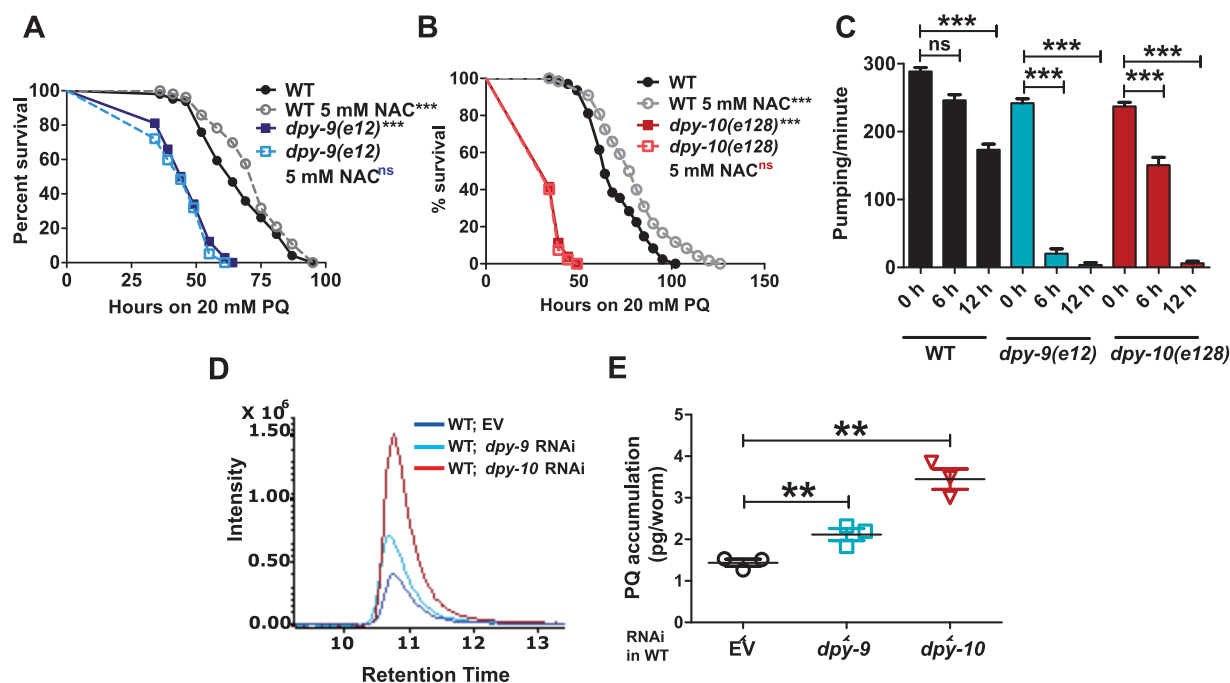 A
Percent survival
100
80
60
40
20
0
0
25
50
75
100
Hours on 20 mM PQ
WT
WT 5 mM NAC***
dpy-9(e12)***
dpy-9(e12)
5 mM NACns
B
% survival
100
80
60
40
20
0
0
50
100
150
Hours on 20 mM PQ
WT
WT 5 mM NAC***
dpy-10(e128)***
dpy-10(e128)
5 mM NACns
C
Pumping/minute
300
200
100
0
ns
***
***
***
***
***
0 h
6 h
12 h
0 h
6 h
12 h
0 h
6 h
12 h
WT
dpy-9(e12)
dpy-10(e128)
D
X 10^6
1.50
1.00
0.50
0.00
Intensity
10
11
12
13
Retention Time
WT; EV
WT; dpy-9 RNAi
WT; dpy-10 RNAi
E
PQ accumulation
(pg/worm)
5
4
3
2
1
0
**
**
RNAi
in WT
EV
dpy-9
dpy-10